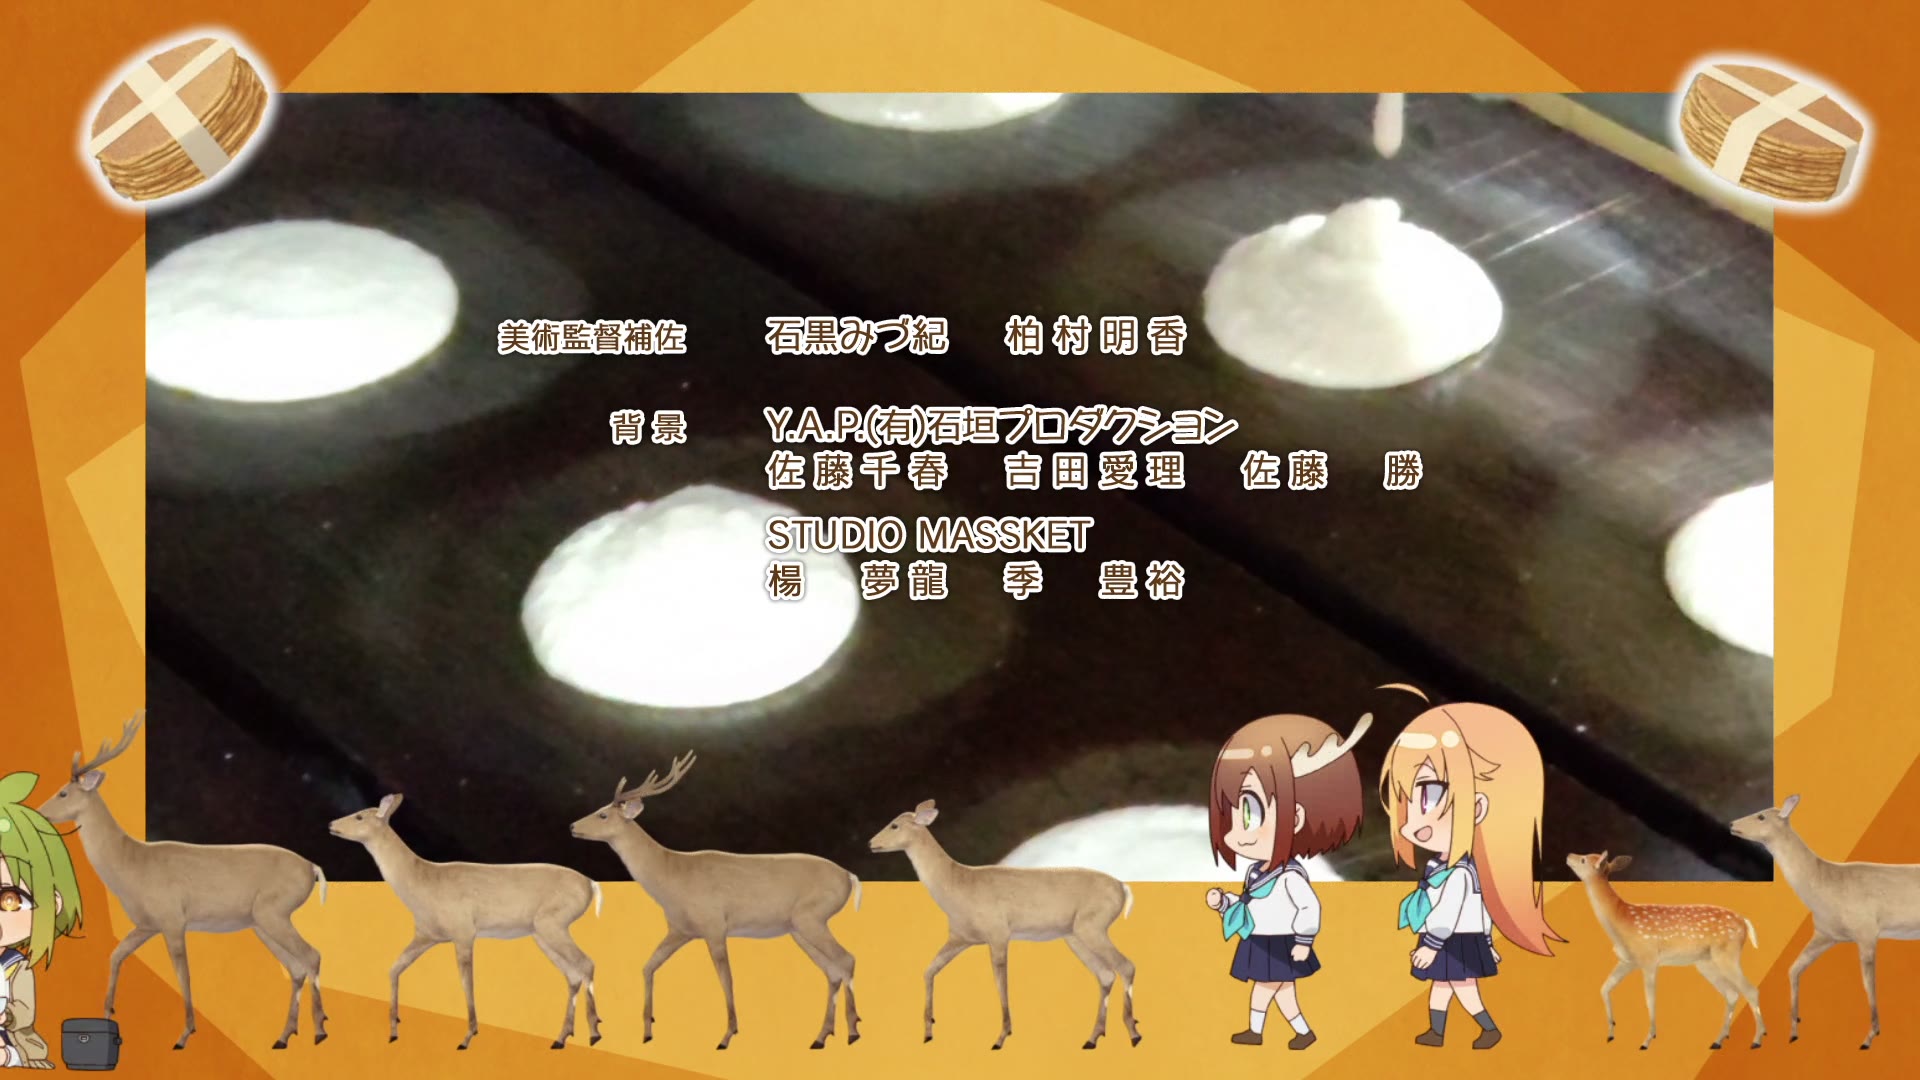 美術監督補佐 石黒みづ紀 柏村明香
背景 Y.A.P.(有)石垣プロダクション
佐藤千春 吉田愛理 佐藤 勝
STUDIO MASSKET
楊 夢龍 季 豊裕